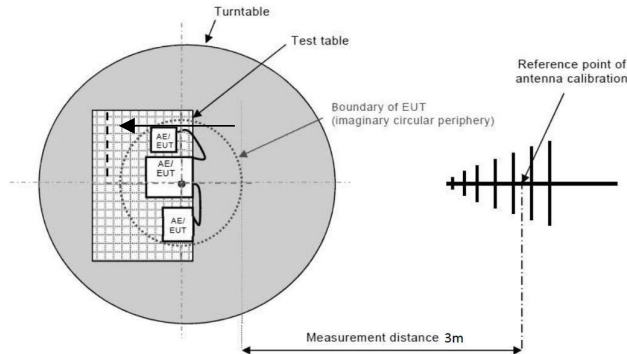 Turntable
Test table
Reference point of
antenna calibration
Boundary of EUT
(imaginary circular periphery)
AE/
EUT
AE/
EUT
AE/
EUT
Measurement distance 3m